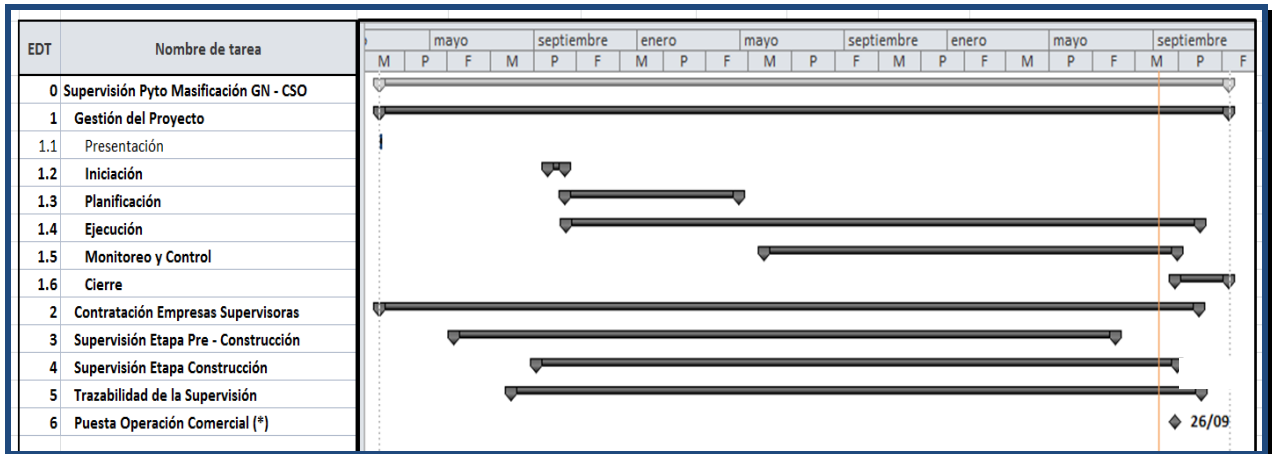 EDT Nombre de tarea
mayo septiembre enero mayo septiembre enero mayo septiembre
M P F M P F M P F M P F M P F M P F M P F
0 Supervisión Pyto Masificación GN - CSO
1 Gestión del Proyecto
1.1 Presentación
1.2 Iniciación
1.3 Planificación
1.4 Ejecución
1.5 Monitoreo y Control
1.6 Cierre
2 Contratación Empresas Supervisoras
3 Supervisión Etapa Pre - Construcción
4 Supervisión Etapa Construcción
5 Trazabilidad de la Supervisión
6 Puesta Operación Comercial (*) 26/09